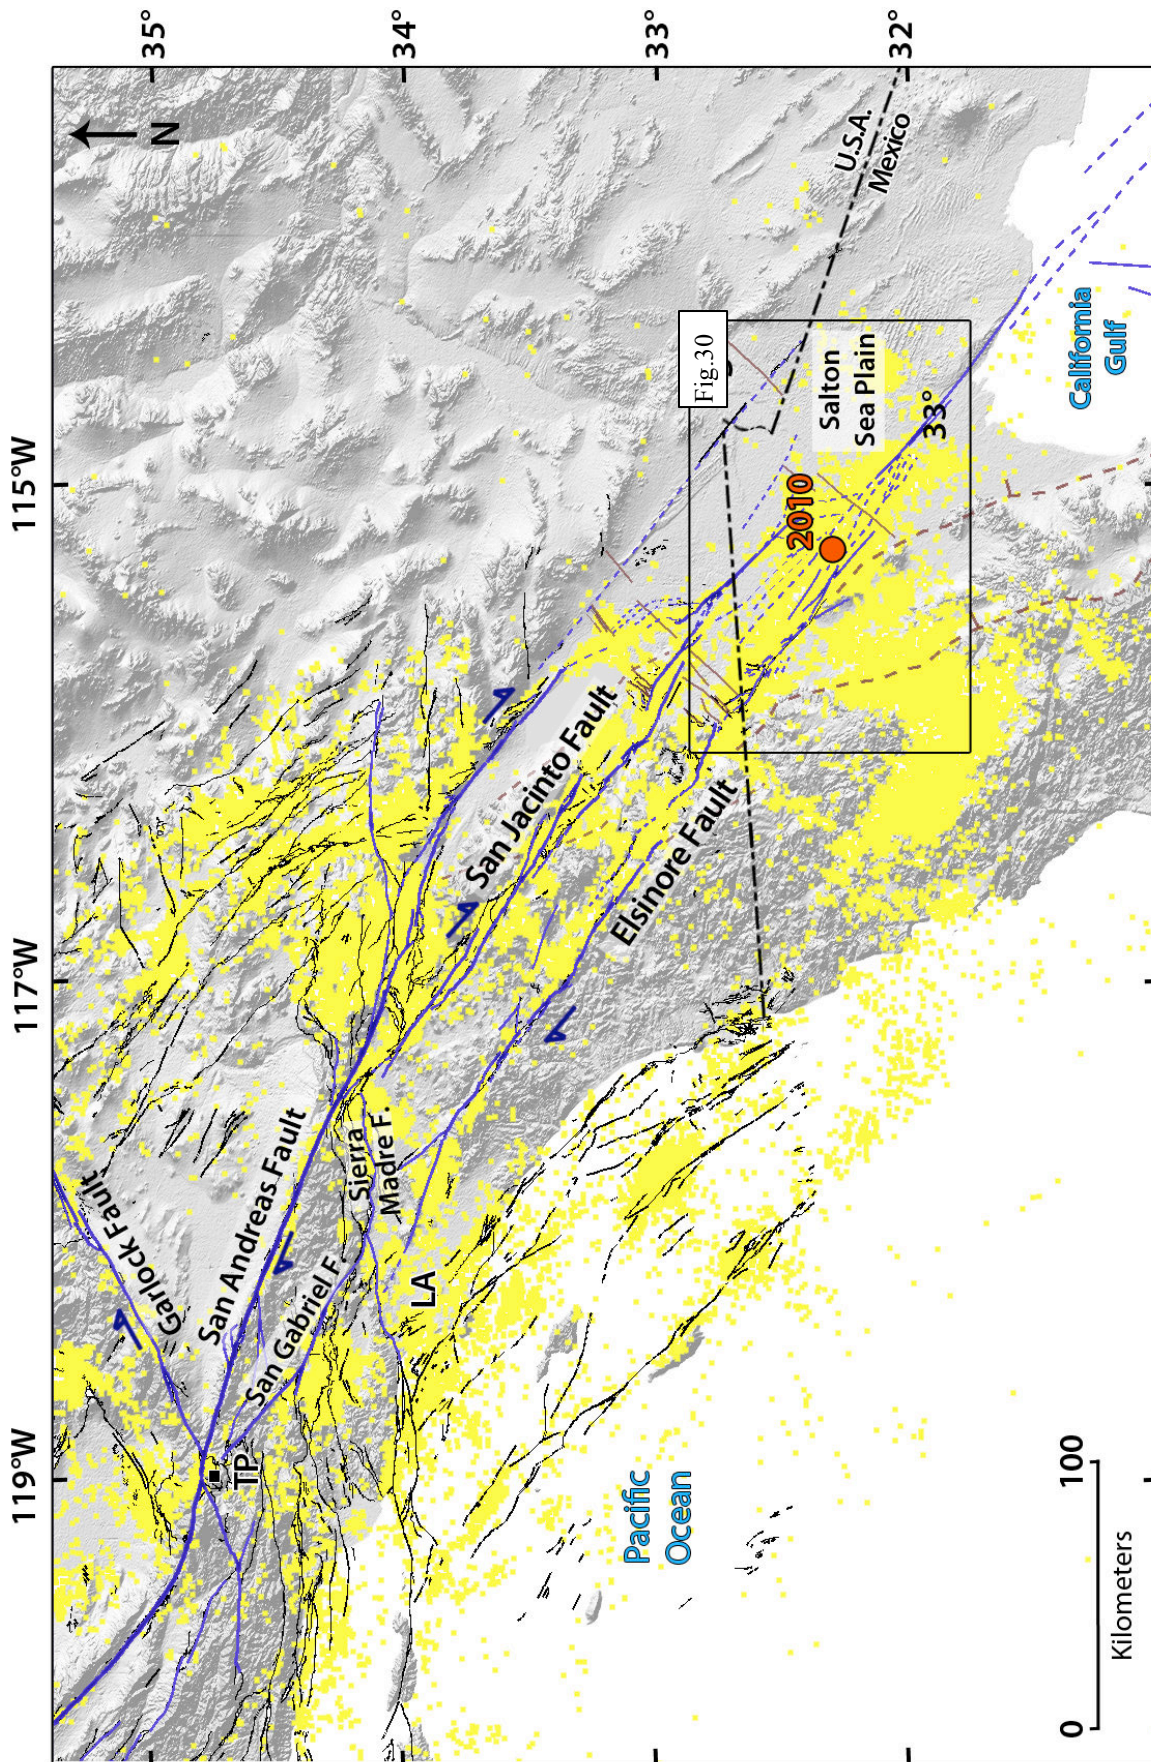 119°W
117°W
115°W
35°
34°
33°
32°
N
Garlock Fault
San Andreas Fault
San Gabriel F.
Sierra
Madre F.
TP
LA
San Jacinto Fault
Elsinore Fault
Fig.30
2010
Salton
Sea Plain
33°
U.S.A.
Mexico
California
Gulf
Pacific
Ocean
0
100
Kilometers